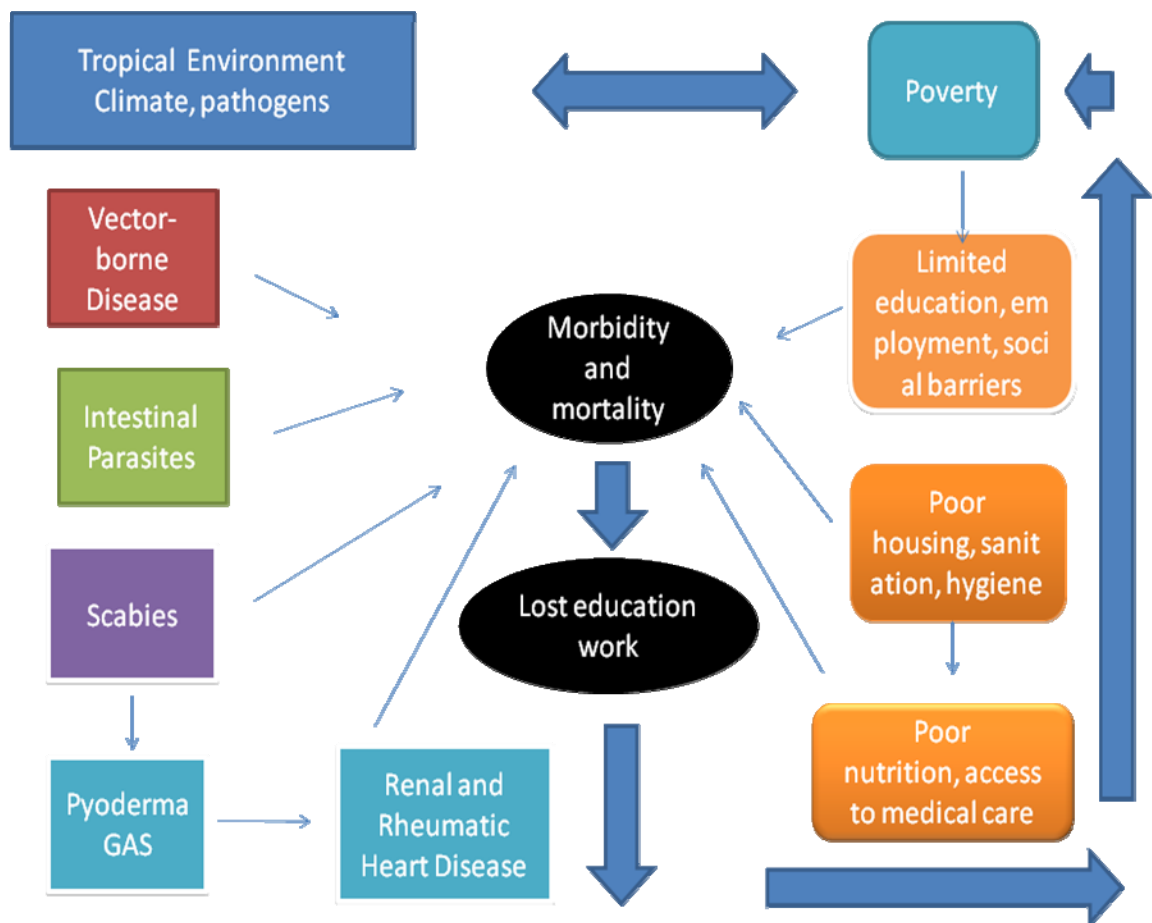 Tropical Environment
Climate, pathogens
Poverty
Vector-
borne
Disease
Limited
education, em
ployment, soci
al barriers
Morbidity
and
mortality
Intestinal
Parasites
Poor
housing, sanit
ation, hygiene
Scabies
Lost education
work
Poor
nutrition, access
to medical care
Pyoderma
GAS
Renal and
Rheumatic
Heart Disease